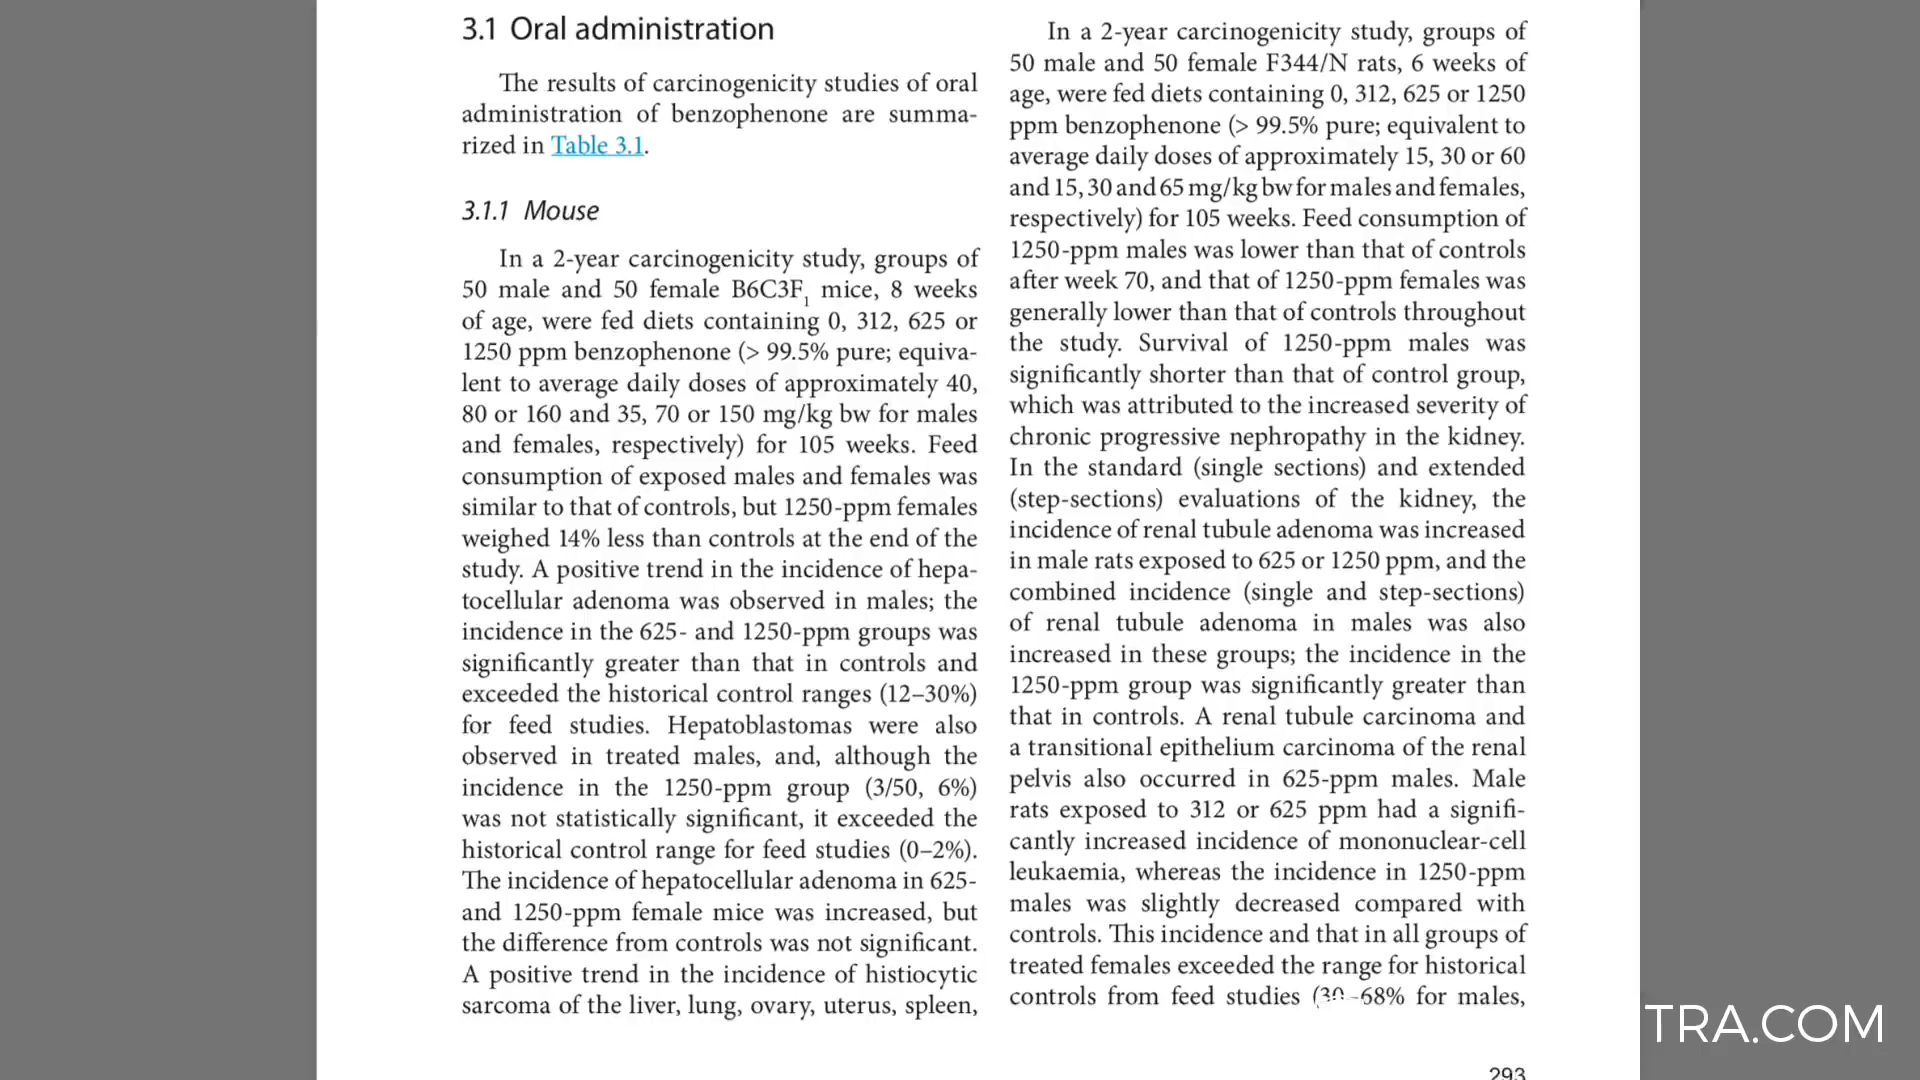 3.1 Oral administration
The results of carcinogenicity studies of oral
administration of benzophenone are summa-
rized in Table 3.1.
3.1.1 Mouse
In a 2-year carcinogenicity study, groups of
50 male and 50 female B6C3F1 mice, 8 weeks
of age, were fed diets containing 0, 312, 625 or
1250 ppm benzophenone (> 99.5% pure; equiva-
lent to average daily doses of approximately 40,
80 or 160 and 35, 70 or 150 mg/kg bw for males
and females, respectively) for 105 weeks. Feed
consumption of exposed males and females was
similar to that of controls, but 1250-ppm females
weighed 14% less than controls at the end of the
study. A positive trend in the incidence of hepa-
tocellular adenoma was observed in males; the
incidence in the 625- and 1250-ppm groups was
significantly greater than that in controls and
exceeded the historical control ranges (12–30%)
for feed studies. Hepatoblastomas were also
observed in treated males, and, although the
incidence in the 1250-ppm group (3/50, 6%)
was not statistically significant, it exceeded the
historical control range for feed studies (0–2%).
The incidence of hepatocellular adenoma in 625-
and 1250-ppm female mice was increased, but
the difference from controls was not significant.
A positive trend in the incidence of histiocytic
sarcoma of the liver, lung, ovary, uterus, spleen,
In a 2-year carcinogenicity study, groups of
50 male and 50 female F344/N rats, 6 weeks of
age, were fed diets containing 0, 312, 625 or 1250
ppm benzophenone (> 99.5% pure; equivalent to
average daily doses of approximately 15, 30 or 60
and 15, 30 and 65 mg/kg bw for males and females,
respectively) for 105 weeks. Feed consumption of
1250-ppm males was lower than that of controls
after week 70, and that of 1250-ppm females was
generally lower than that of controls throughout
the study. Survival of 1250-ppm males was
significantly shorter than that of control group,
which was attributed to the increased severity of
chronic progressive nephropathy in the kidney.
In the standard (single sections) and extended
(step-sections) evaluations of the kidney, the
incidence of renal tubule adenoma was increased
in male rats exposed to 625 or 1250 ppm, and the
combined incidence (single and step-sections)
of renal tubule adenoma in males was also
increased in these groups; the incidence in the
1250-ppm group was significantly greater than
that in controls. A renal tubule carcinoma and
a transitional epithelium carcinoma of the renal
pelvis also occurred in 625-ppm males. Male
rats exposed to 312 or 625 ppm had a signifi-
cantly increased incidence of mononuclear-cell
leukaemia, whereas the incidence in 1250-ppm
males was slightly decreased compared with
controls. This incidence and that in all groups of
treated females exceeded the range for historical
controls from feed studies (30–68% for males,
293
TRA.COM